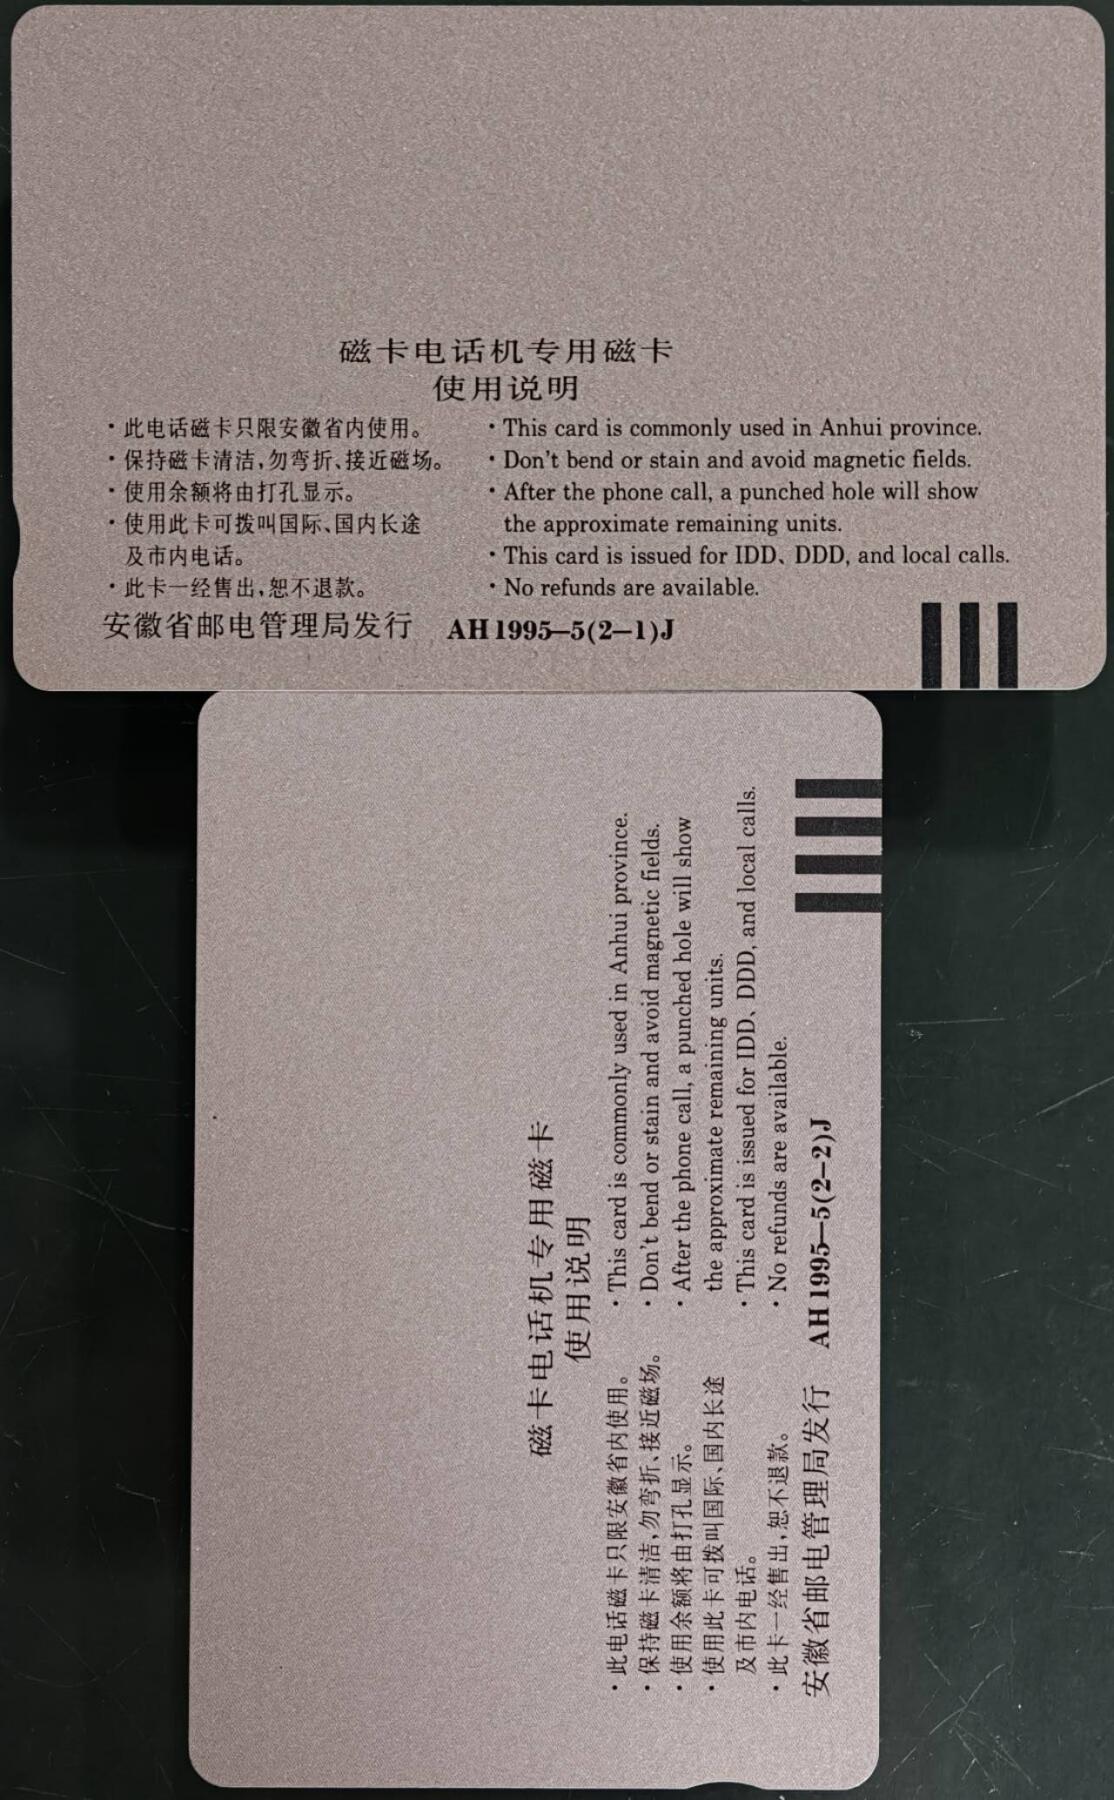 磁卡电话机专用磁卡
使用说明
·此电话磁卡只限安徽省内使用。
·保持磁卡清洁,勿弯折、接近磁场。
·使用余额将由打孔显示。
·使用此卡可拨叫国际、国内长途
及市内电话。
·此卡一经售出,恕不退款。
·This card is commonly used in Anhui province.
·Don't bend or stain and avoid magnetic fields.
·After the phone call, a punched hole will show
the approximate remaining units.
·This card is issued for IDD、DDD, and local calls.
·No refunds are available.
安徽省邮电管理局发行 AH1995—5(2—1)J
磁卡电话机专用磁卡
使用说明
·此电话磁卡只限安徽省内使用。
·保持磁卡清洁,勿弯折、接近磁场。
·使用余额将由打孔显示。
·使用此卡可拨叫国际、国内长途
及市内电话。
·此卡一经售出,恕不退款。
·This card is commonly used in Anhui province.
·Don't bend or stain and avoid magnetic fields.
·After the phone call, a punched hole will show
the approximate remaining units.
·This card is issued for IDD、DDD, and local calls.
·No refunds are available.
安徽省邮电管理局发行 AH1995—5(2—2)J